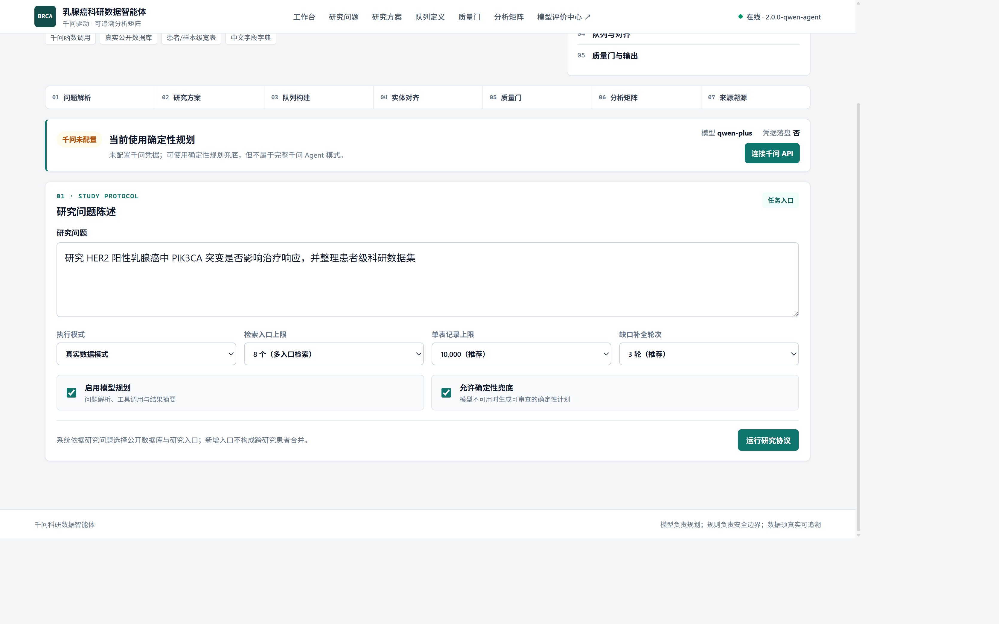 BRCA
乳腺癌科研数据智能体
千问驱动 · 可追溯分析矩阵
工作台
研究问题
研究方案
队列定义
质量门
分析矩阵
模型评价中心 ↗
在线 · 2.0.0-qwen-agent
千问函数调用
真实公开数据库
患者/样本级宽表
中文字段字典
04 队列与对齐
05 质量门与输出
01 问题解析
02 研究方案
03 队列构建
04 实体对齐
05 质量门
06 分析矩阵
07 来源溯源
千问未配置
当前使用确定性规划
未配置千问凭据；可使用确定性规划兜底，但不属于完整千问 Agent 模式。
模型 qwen-plus
凭据落盘 否
连接千问 API
01 · STUDY PROTOCOL
研究问题陈述
任务入口
研究问题
研究 HER2 阳性乳腺癌中 PIK3CA 突变是否影响治疗响应，并整理患者级科研数据集
执行模式
真实数据模式
检索入口上限
8 个（多入口检索）
单表记录上限
10,000（推荐）
缺口补全轮次
3 轮（推荐）
启用模型规划
问题解析、工具调用与结果摘要
允许确定性兜底
模型不可用时生成可审查的确定性计划
系统依据研究问题选择公开数据库与研究入口；新增入口不构成跨研究患者合并。
运行研究协议
千问科研数据智能体
模型负责规划；规则负责安全边界；数据须真实可追溯